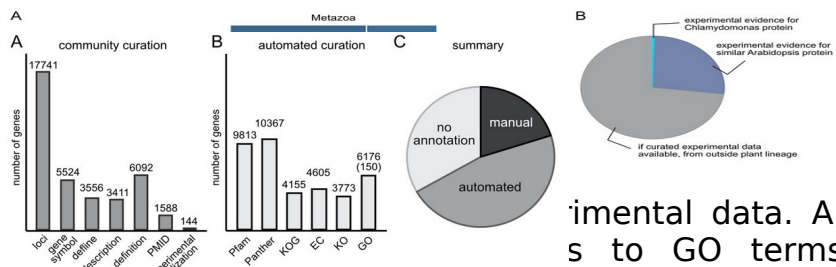 A
Metazoa
B
A
community curation
B
automated curation
C
summary
number of genes
17741
5524
3556
3411
6092
1588
144
loci
gene symbol
defline
description
definition
PMID
number of genes
9813
10367
4155
4605
3773
6176
(150)
Pfam
Panther
KOG
EC
KO
GO
no
annotation
manual
automated
experimental evidence for
Chlamydomonas protein
experimental evidence for
similar Arabidopsis protein
if curated experimental data
available, from outside plant lineage
imental data. A
s to GO terms